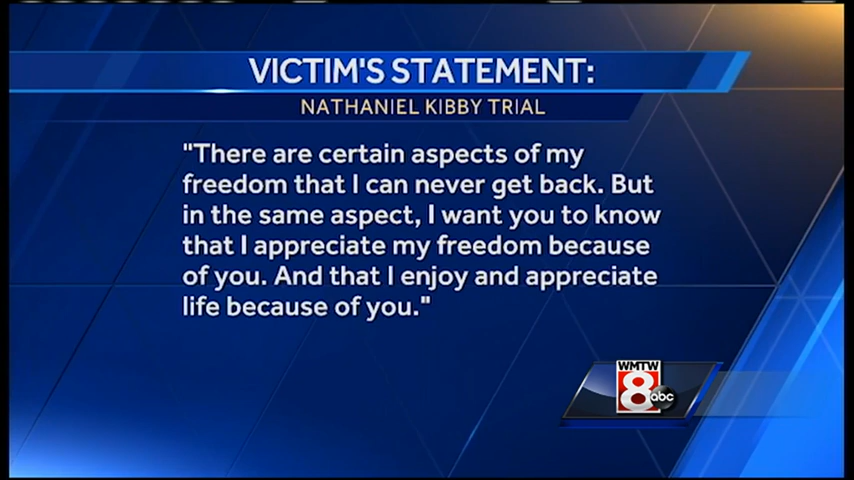 VICTIM'S STATEMENT:
NATHANIEL KIBBY TRIAL
"There are certain aspects of my
freedom that I can never get back. But
in the same aspect, I want you to know
that I appreciate my freedom because
of you. And that I enjoy and appreciate
life because of you."
WMTW
8
abc